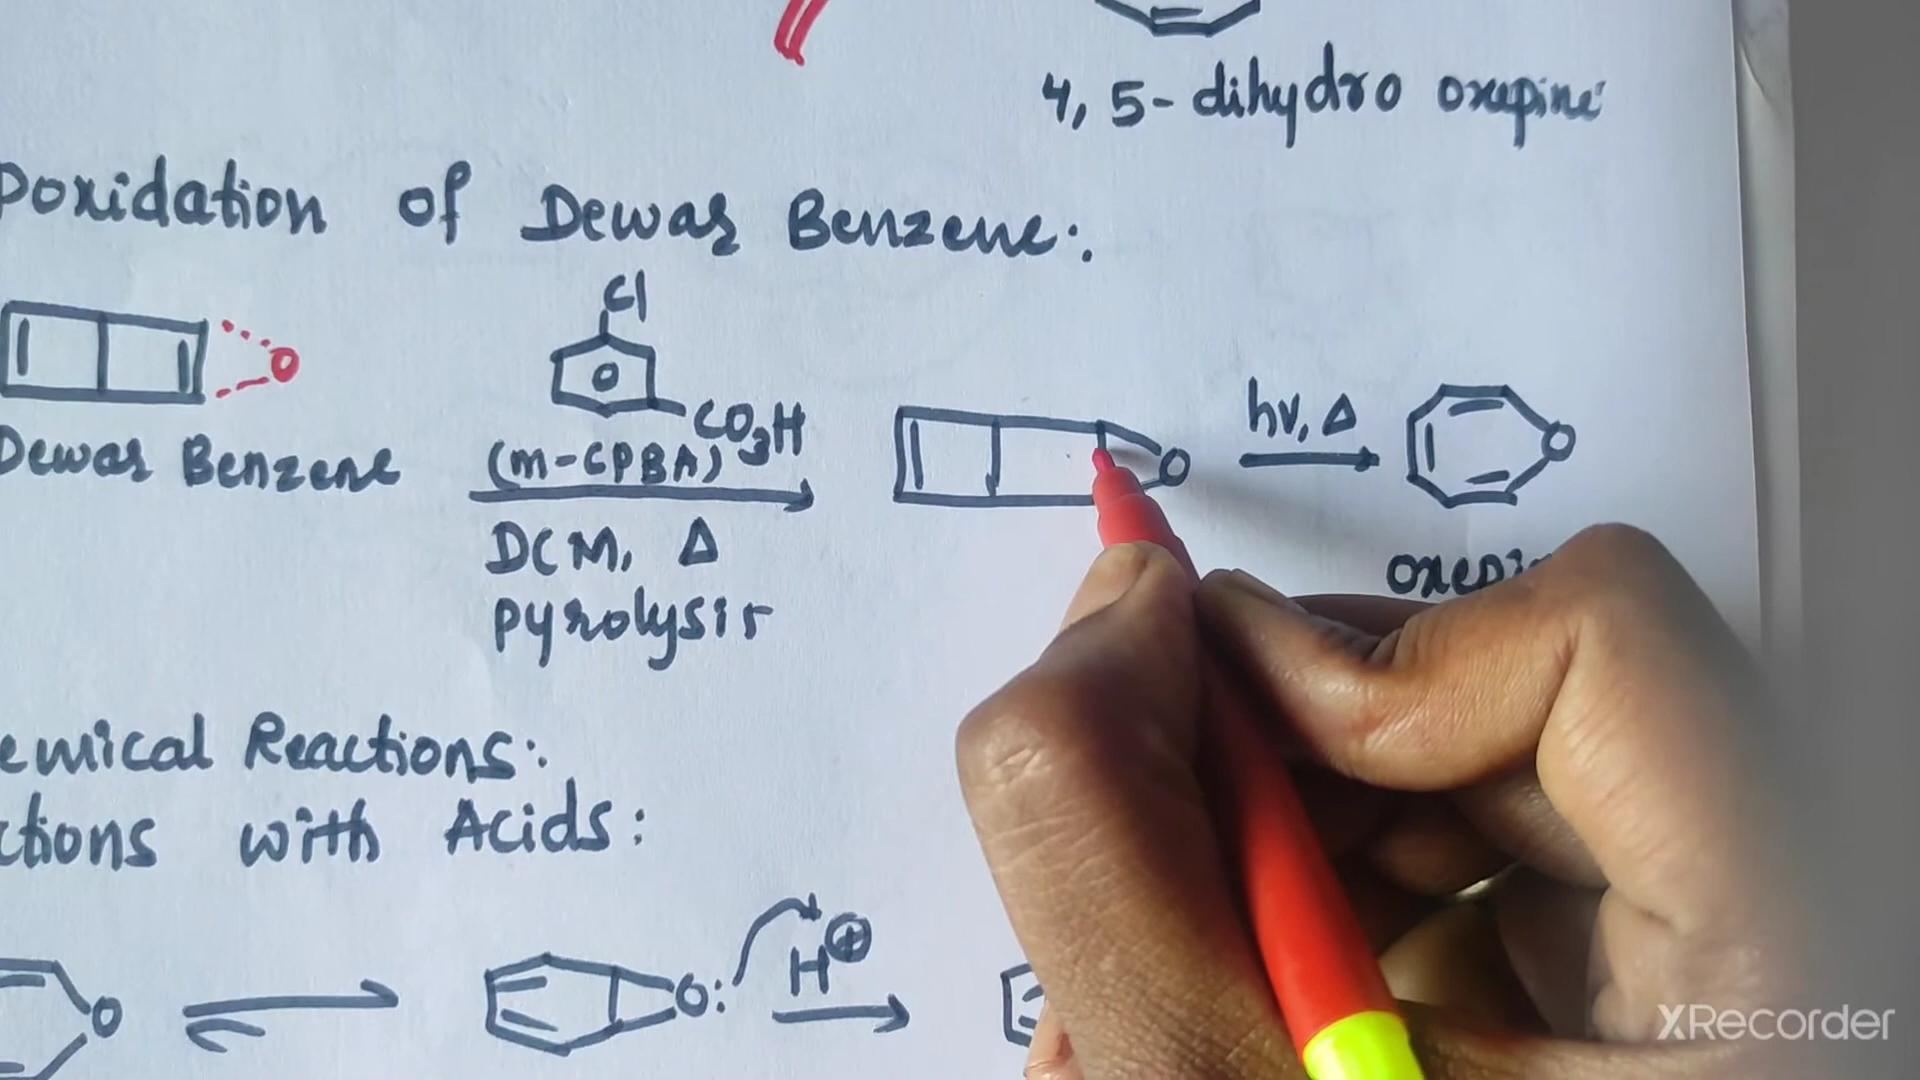 4, 5- dihydro oxepine
poxidation of Dewar Benzene:
Cl
O
CO3H
Dewar Benzene
(m-CPBA)
DCM, Δ
pyrolysis
O
hν, Δ
O
emical Reactions:
ctions with Acids:
O
O:
H⊕
XRecorder